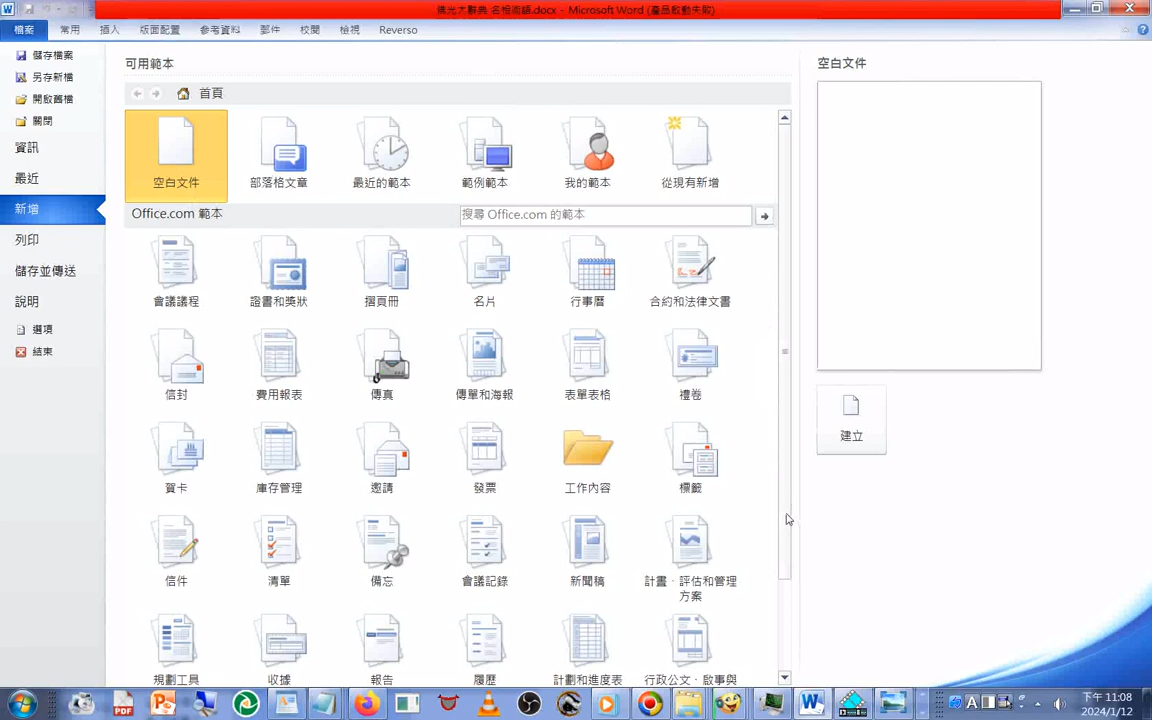 佛光大辭典 名相術語.docx - Microsoft Word (產品啟動失敗)
檔案 常用 插入 版面配置 參考資料 郵件 校閱 檢視 Reverso
儲存檔案
另存新檔
開啟舊檔
關閉
資訊
最近
新增
列印
儲存並傳送
說明
選項
結束
可用範本
首頁
空白文件 部落格文章 最近的範本 範例範本 我的範本 從現有新增
Office.com 範本 搜尋 Office.com 的範本
會議議程 證書和獎狀 摺頁冊 名片 行事曆 合約和法律文書
信封 費用報表 傳真 傳單和海報 表單表格 禮卷
賀卡 庫存管理 邀請 發票 工作內容 標籤
信件 清單 備忘 會議記錄 新聞稿 計畫、評估和管理
方案
規劃工具 收據 報告 履歷 計劃和進度表 行政公文、啟事與
空白文件
建立
下午 11:08
2024/1/12